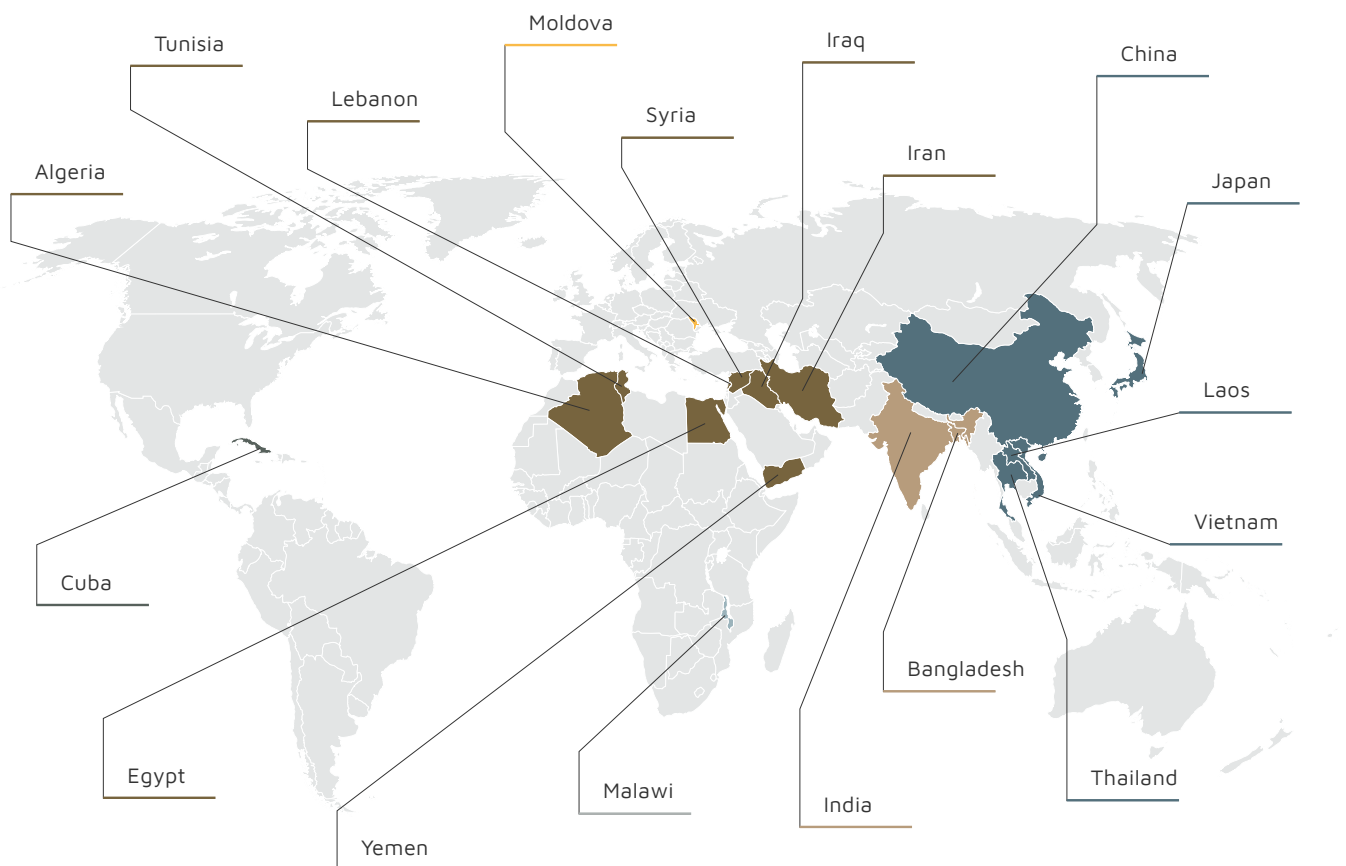 Moldova
Tunisia
Iraq
China
Lebanon
Syria
Iran
Algeria
Japan
Laos
Vietnam
Cuba
Bangladesh
Egypt
Thailand
Malawi
India
Yemen